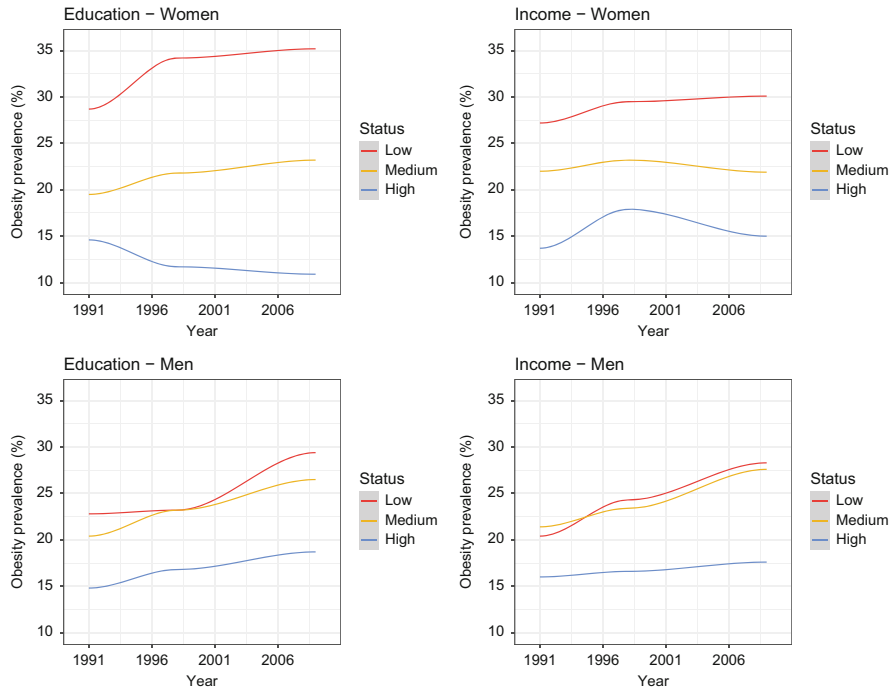 Education − Women
Obesity prevalence (%)
35
30
25
20
15
10
1991 1996 2001 2006
Year
Status
Low
Medium
High
Income − Women
Obesity prevalence (%)
35
30
25
20
15
10
1991 1996 2001 2006
Year
Status
Low
Medium
High
Education − Men
Obesity prevalence (%)
35
30
25
20
15
10
1991 1996 2001 2006
Year
Status
Low
Medium
High
Income − Men
Obesity prevalence (%)
35
30
25
20
15
10
1991 1996 2001 2006
Year
Status
Low
Medium
High